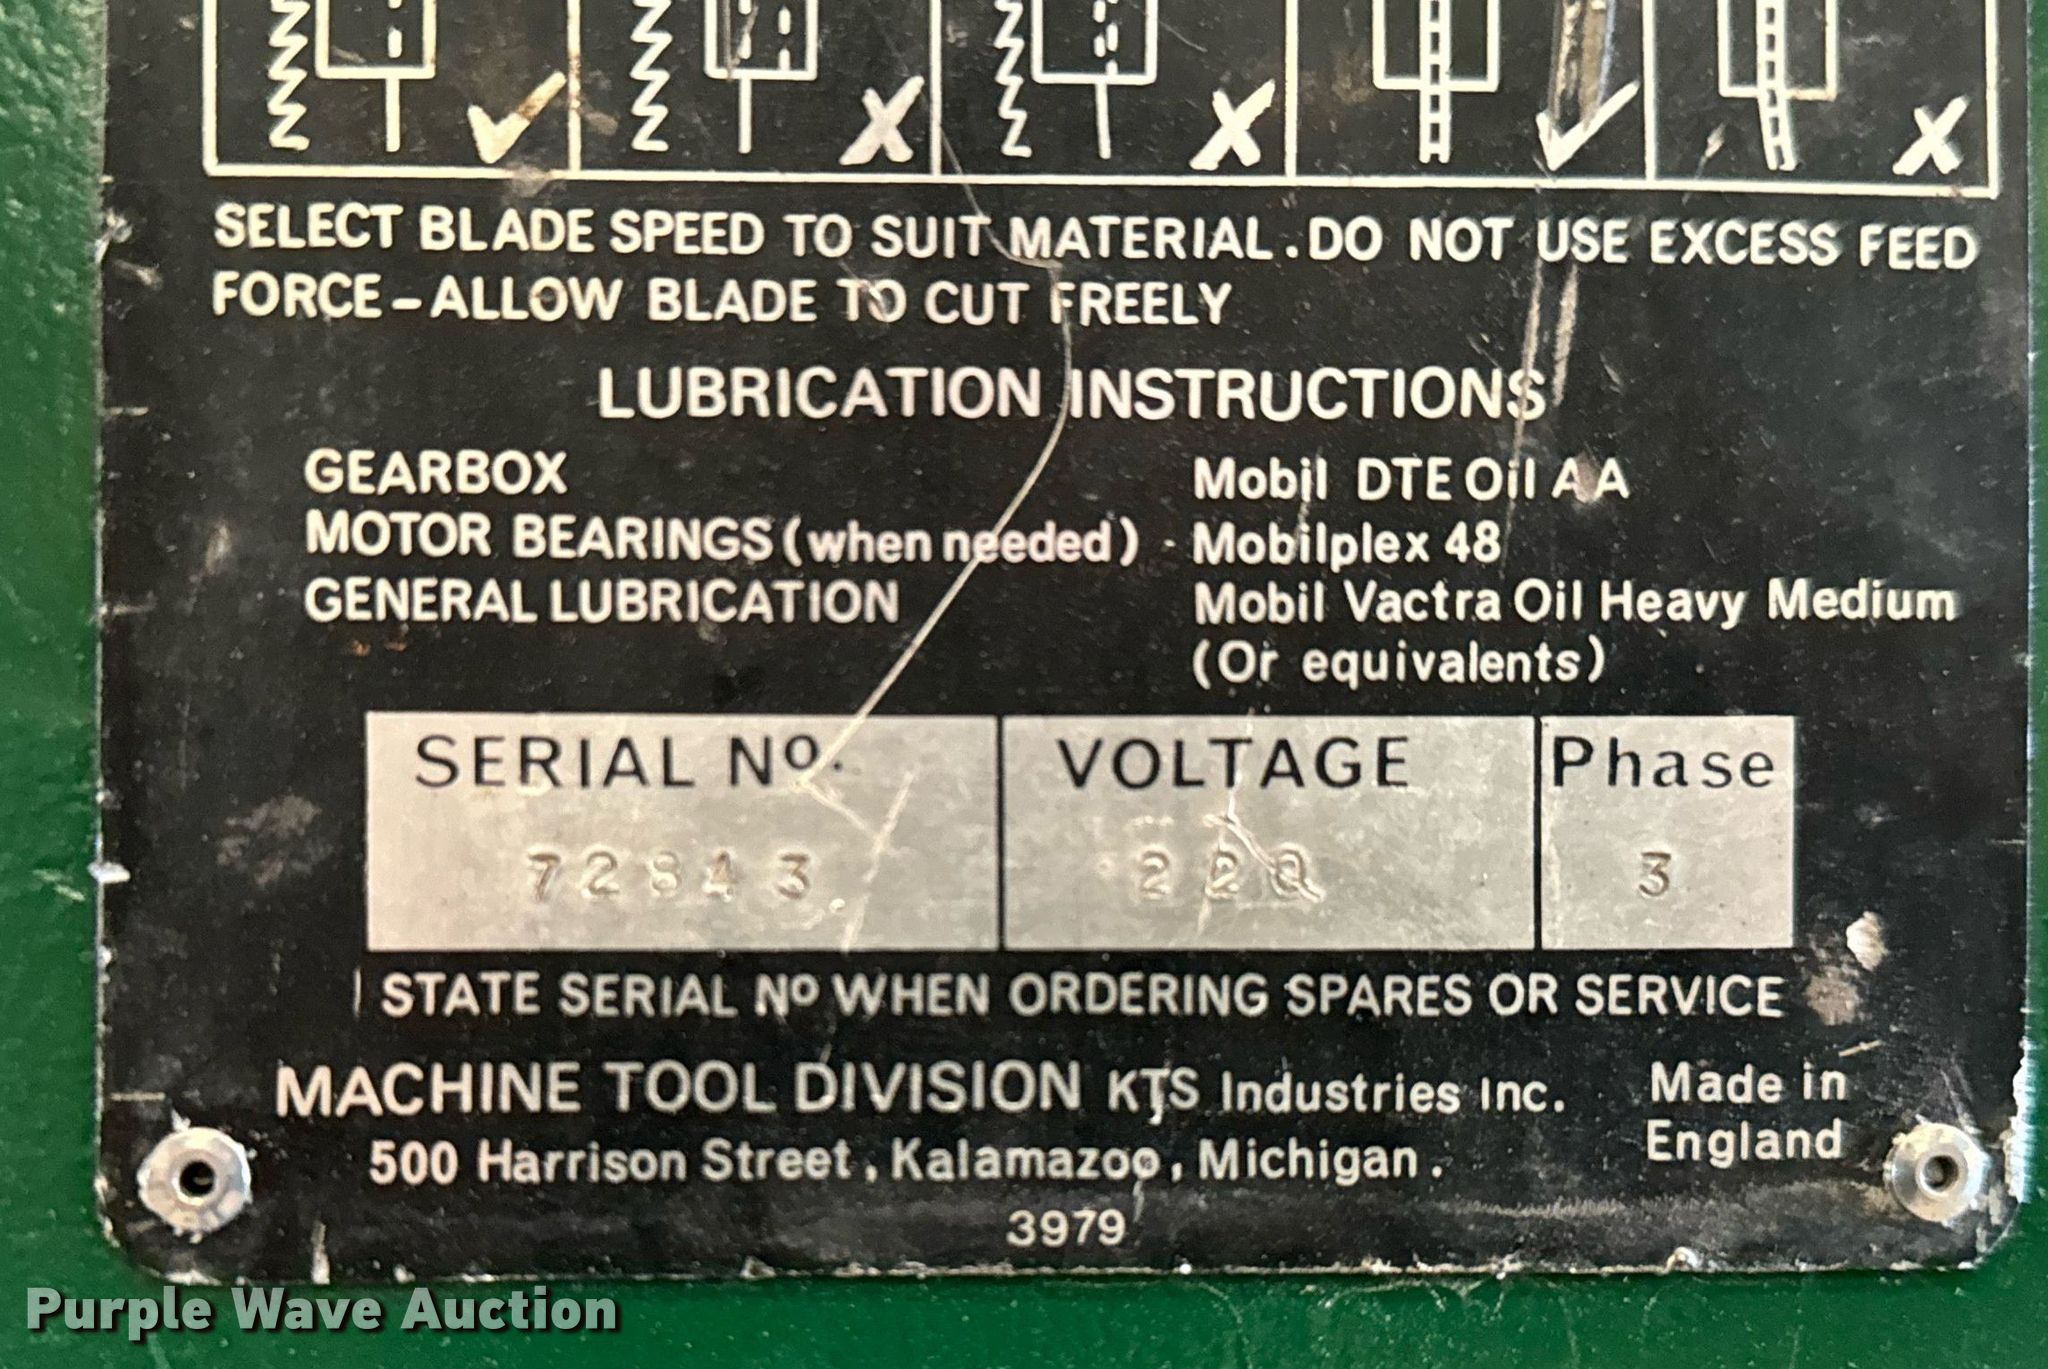 SELECT BLADE SPEED TO SUIT MATERIAL. DO NOT USE EXCESS FEED
FORCE - ALLOW BLADE TO CUT FREELY
LUBRICATION INSTRUCTIONS
GEARBOX Mobil DTE Oil AA
MOTOR BEARINGS (when needed) Mobilplex 48
GENERAL LUBRICATION Mobil Vactra Oil Heavy Medium
(Or equivalents)
SERIAL No. VOLTAGE Phase
72843 220 3
STATE SERIAL No WHEN ORDERING SPARES OR SERVICE
MACHINE TOOL DIVISION KTS Industries Inc.
500 Harrison Street, Kalamazoo, Michigan.
Made in
England
3979
Purple Wave Auction